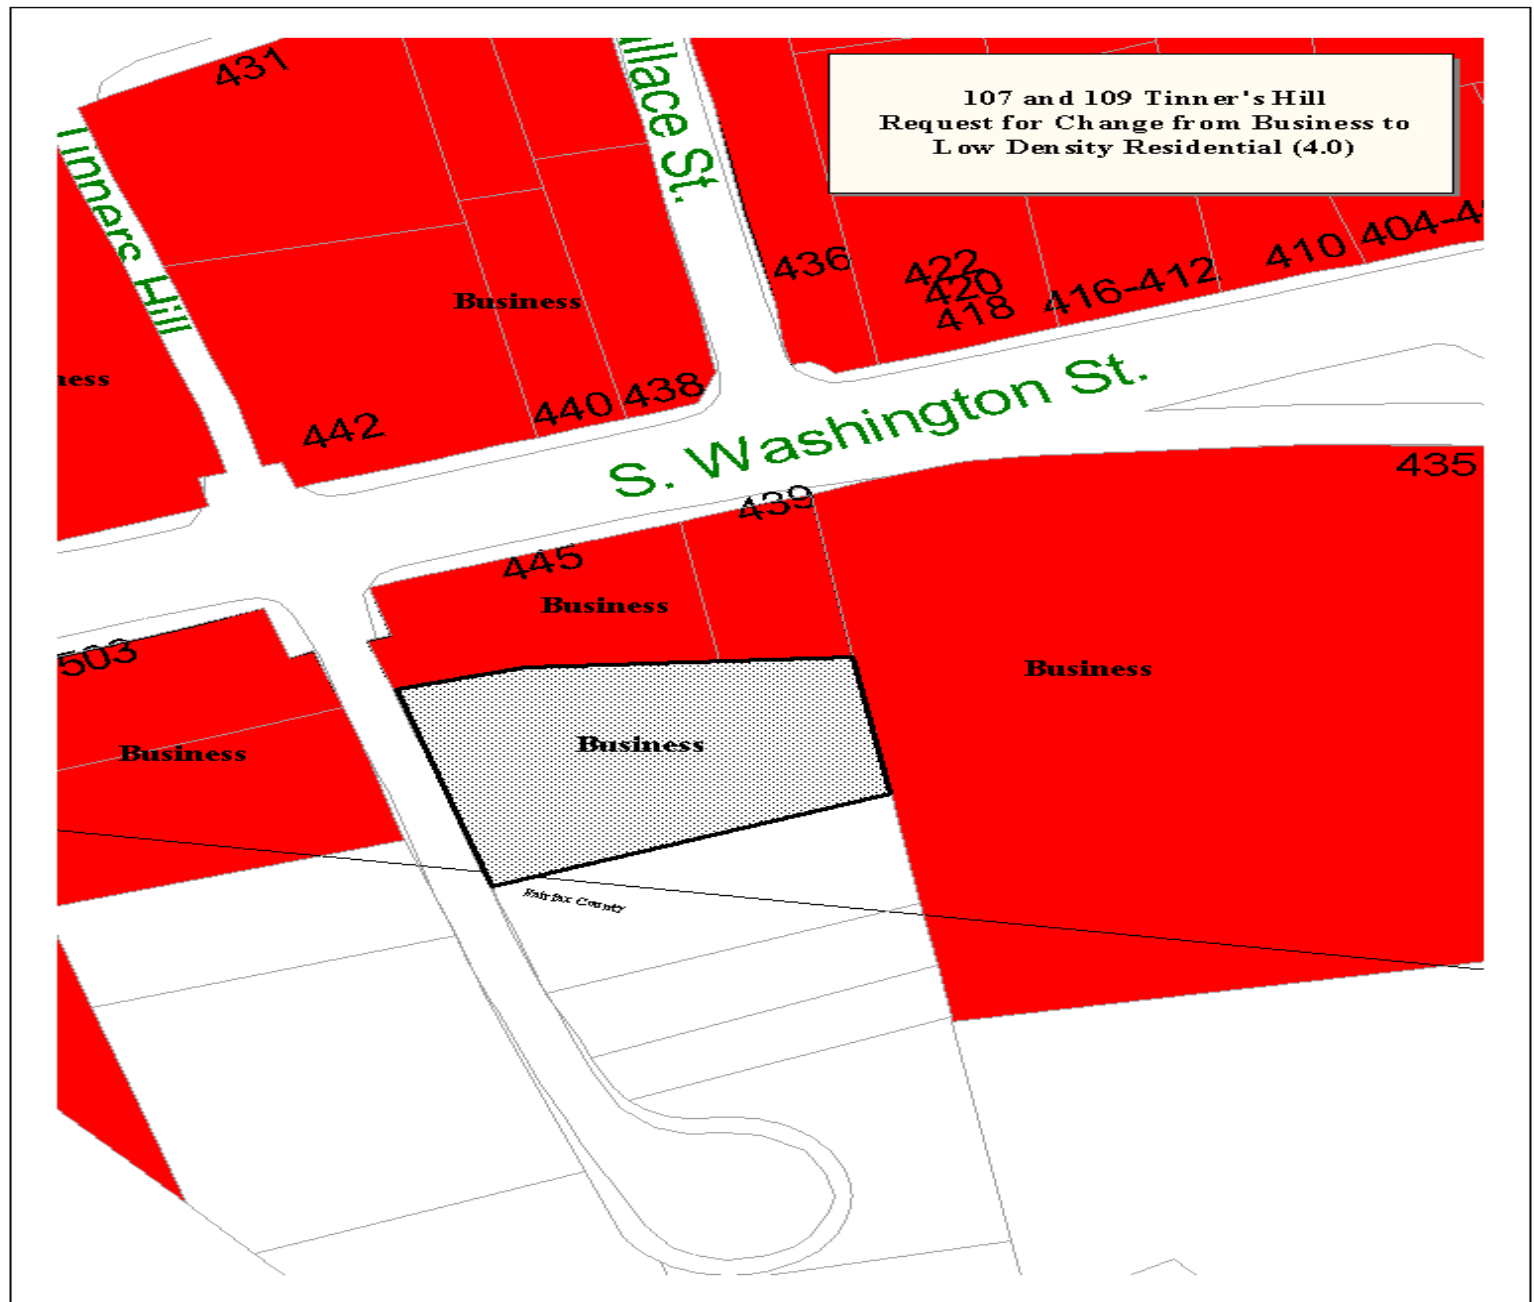 431
Tinners Hill
illace St.
107 and 109 Tinner's Hill
Request for Change from Business to
Low Density Residential (4.0)
436
422
420
418
416-412
410
404-4
Business
ness
442
440
438
S. Washington St.
435
439
445
Business
503
Business
Business
Business
Fairfax County